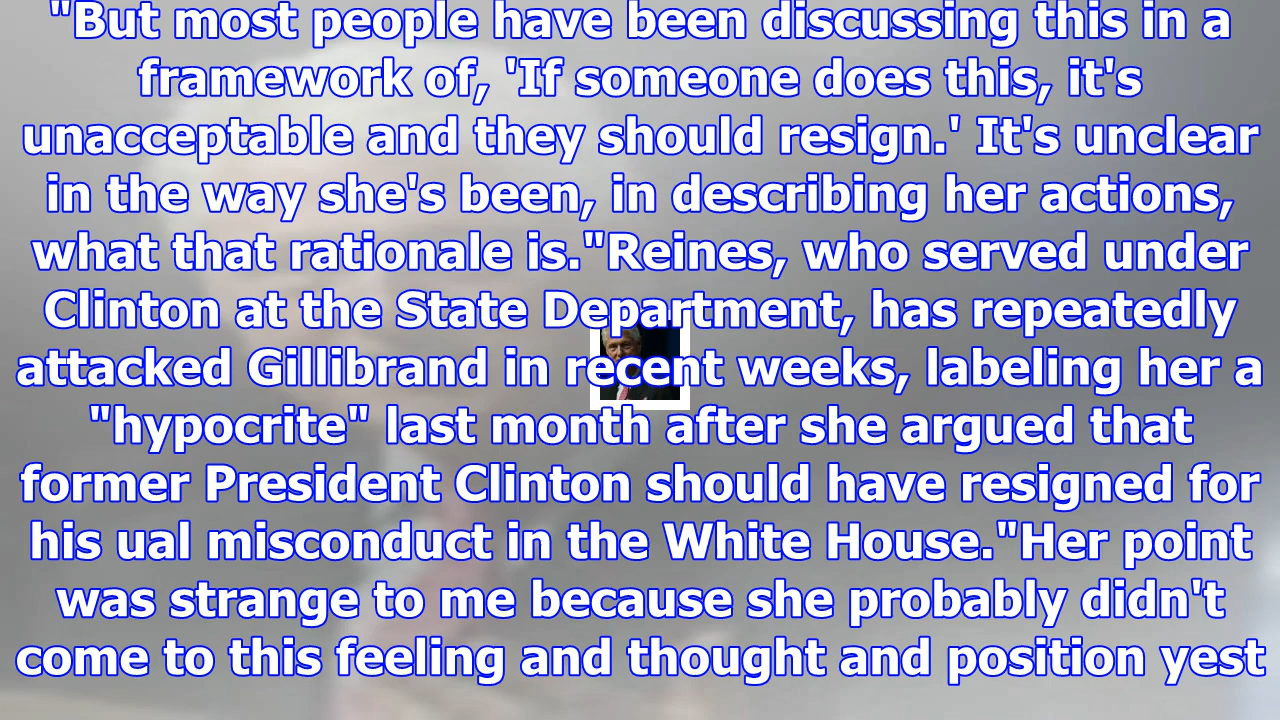 "But most people have been discussing this in a
framework of, 'If someone does this, it's
unacceptable and they should resign.' It's unclear
in the way she's been, in describing her actions,
what that rationale is."Reines, who served under
Clinton at the State Department, has repeatedly
attacked Gillibrand in recent weeks, labeling her a
"hypocrite" last month after she argued that
former President Clinton should have resigned for
his ual misconduct in the White House."Her point
was strange to me because she probably didn't
come to this feeling and thought and position yest